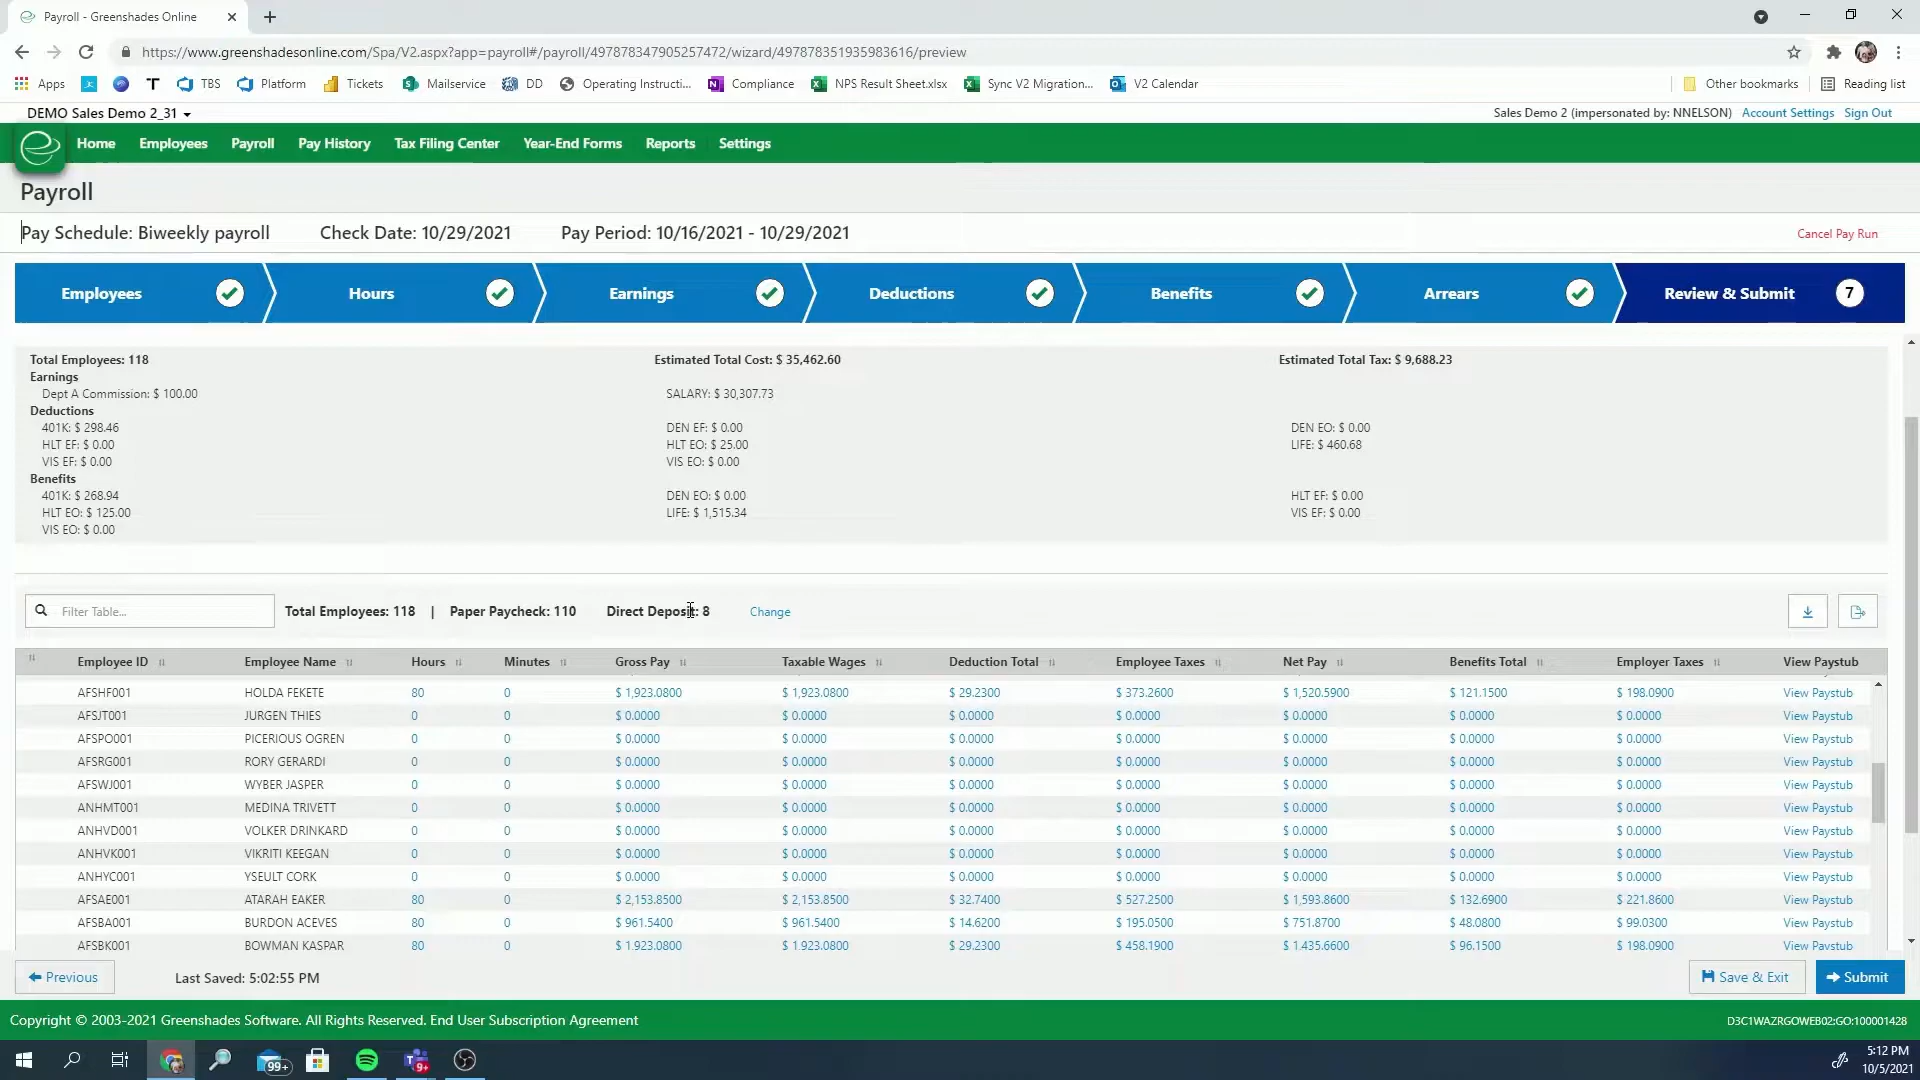 Payroll - Greenshades Online
https://www.greenshadesonline.com/Spa/V2.aspx?app=payroll#/payroll/497878347905257472/wizard/497878351935983616/preview
Apps T TBS Platform Tickets Mailservice DD Operating Instructi... Compliance NPS Result Sheet.xlsx Sync V2 Migration... V2 Calendar Other bookmarks Reading list
DEMO Sales Demo 2_31 Sales Demo 2 (impersonated by: NNELSON) Account Settings Sign Out
Home Employees Payroll Pay History Tax Filing Center Year-End Forms Reports Settings
Payroll
Pay Schedule: Biweekly payroll Check Date: 10/29/2021 Pay Period: 10/16/2021 - 10/29/2021 Cancel Pay Run
Employees Hours Earnings Deductions Benefits Arrears Review & Submit 7
Total Employees: 118 Estimated Total Cost: $ 35,462.60 Estimated Total Tax: $ 9,688.23
Earnings
Dept A Commission: $ 100.00 SALARY: $ 30,307.73
Deductions
401K: $ 298.46 DEN EF: $ 0.00 DEN EO: $ 0.00
HLT EF: $ 0.00 HLT EO: $ 25.00 LIFE: $ 460.68
VIS EF: $ 0.00 VIS EO: $ 0.00
Benefits
401K: $ 268.94 DEN EO: $ 0.00 HLT EF: $ 0.00
HLT EO: $ 125.00 LIFE: $ 1,515.34 VIS EF: $ 0.00
VIS EO: $ 0.00
Filter Table... Total Employees: 118 | Paper Paycheck: 110 Direct Deposit: 8 Change
Employee ID Employee Name Hours Minutes Gross Pay Taxable Wages Deduction Total Employee Taxes Net Pay Benefits Total Employer Taxes View Paystub
AFSHF001 HOLDA FEKETE 80 0 $ 1,923.0800 $ 1,923.0800 $ 29.2300 $ 373.2600 $ 1,520.5900 $ 121.1500 $ 198.0900 View Paystub
AFSJT001 JURGEN THIES 0 0 $ 0.0000 $ 0.0000 $ 0.0000 $ 0.0000 $ 0.0000 $ 0.0000 $ 0.0000 View Paystub
AFSPO001 PICERIOUS OGREN 0 0 $ 0.0000 $ 0.0000 $ 0.0000 $ 0.0000 $ 0.0000 $ 0.0000 $ 0.0000 View Paystub
AFSRG001 RORY GERARDI 0 0 $ 0.0000 $ 0.0000 $ 0.0000 $ 0.0000 $ 0.0000 $ 0.0000 $ 0.0000 View Paystub
AFSWJ001 WYBER JASPER 0 0 $ 0.0000 $ 0.0000 $ 0.0000 $ 0.0000 $ 0.0000 $ 0.0000 $ 0.0000 View Paystub
ANHMT001 MEDINA TRIVETT 0 0 $ 0.0000 $ 0.0000 $ 0.0000 $ 0.0000 $ 0.0000 $ 0.0000 $ 0.0000 View Paystub
ANHVD001 VOLKER DRINKARD 0 0 $ 0.0000 $ 0.0000 $ 0.0000 $ 0.0000 $ 0.0000 $ 0.0000 $ 0.0000 View Paystub
ANHVK001 VIKRITI KEEGAN 0 0 $ 0.0000 $ 0.0000 $ 0.0000 $ 0.0000 $ 0.0000 $ 0.0000 $ 0.0000 View Paystub
ANHYC001 YSEULT CORK 0 0 $ 0.0000 $ 0.0000 $ 0.0000 $ 0.0000 $ 0.0000 $ 0.0000 $ 0.0000 View Paystub
AFSAE001 ATARAH EAKER 80 0 $ 2,153.8500 $ 2,153.8500 $ 32.7400 $ 527.2500 $ 1,593.8600 $ 132.6900 $ 221.8600 View Paystub
AFSBA001 BURDON ACEVES 80 0 $ 961.5400 $ 961.5400 $ 14.6200 $ 195.0500 $ 751.8700 $ 48.0800 $ 99.0300 View Paystub
AFSBK001 BOWMAN KASPAR 80 0 $ 1,923.0800 $ 1,923.0800 $ 29.2300 $ 458.1900 $ 1,435.6600 $ 96.1500 $ 198.0900 View Paystub
Previous Last Saved: 5:02:55 PM Save & Exit Submit
Copyright © 2003-2021 Greenshades Software. All Rights Reserved. End User Subscription Agreement D3C1WAZRGOWEB02:GO:100001428
99+ 9+ 5:12 PM
10/5/2021